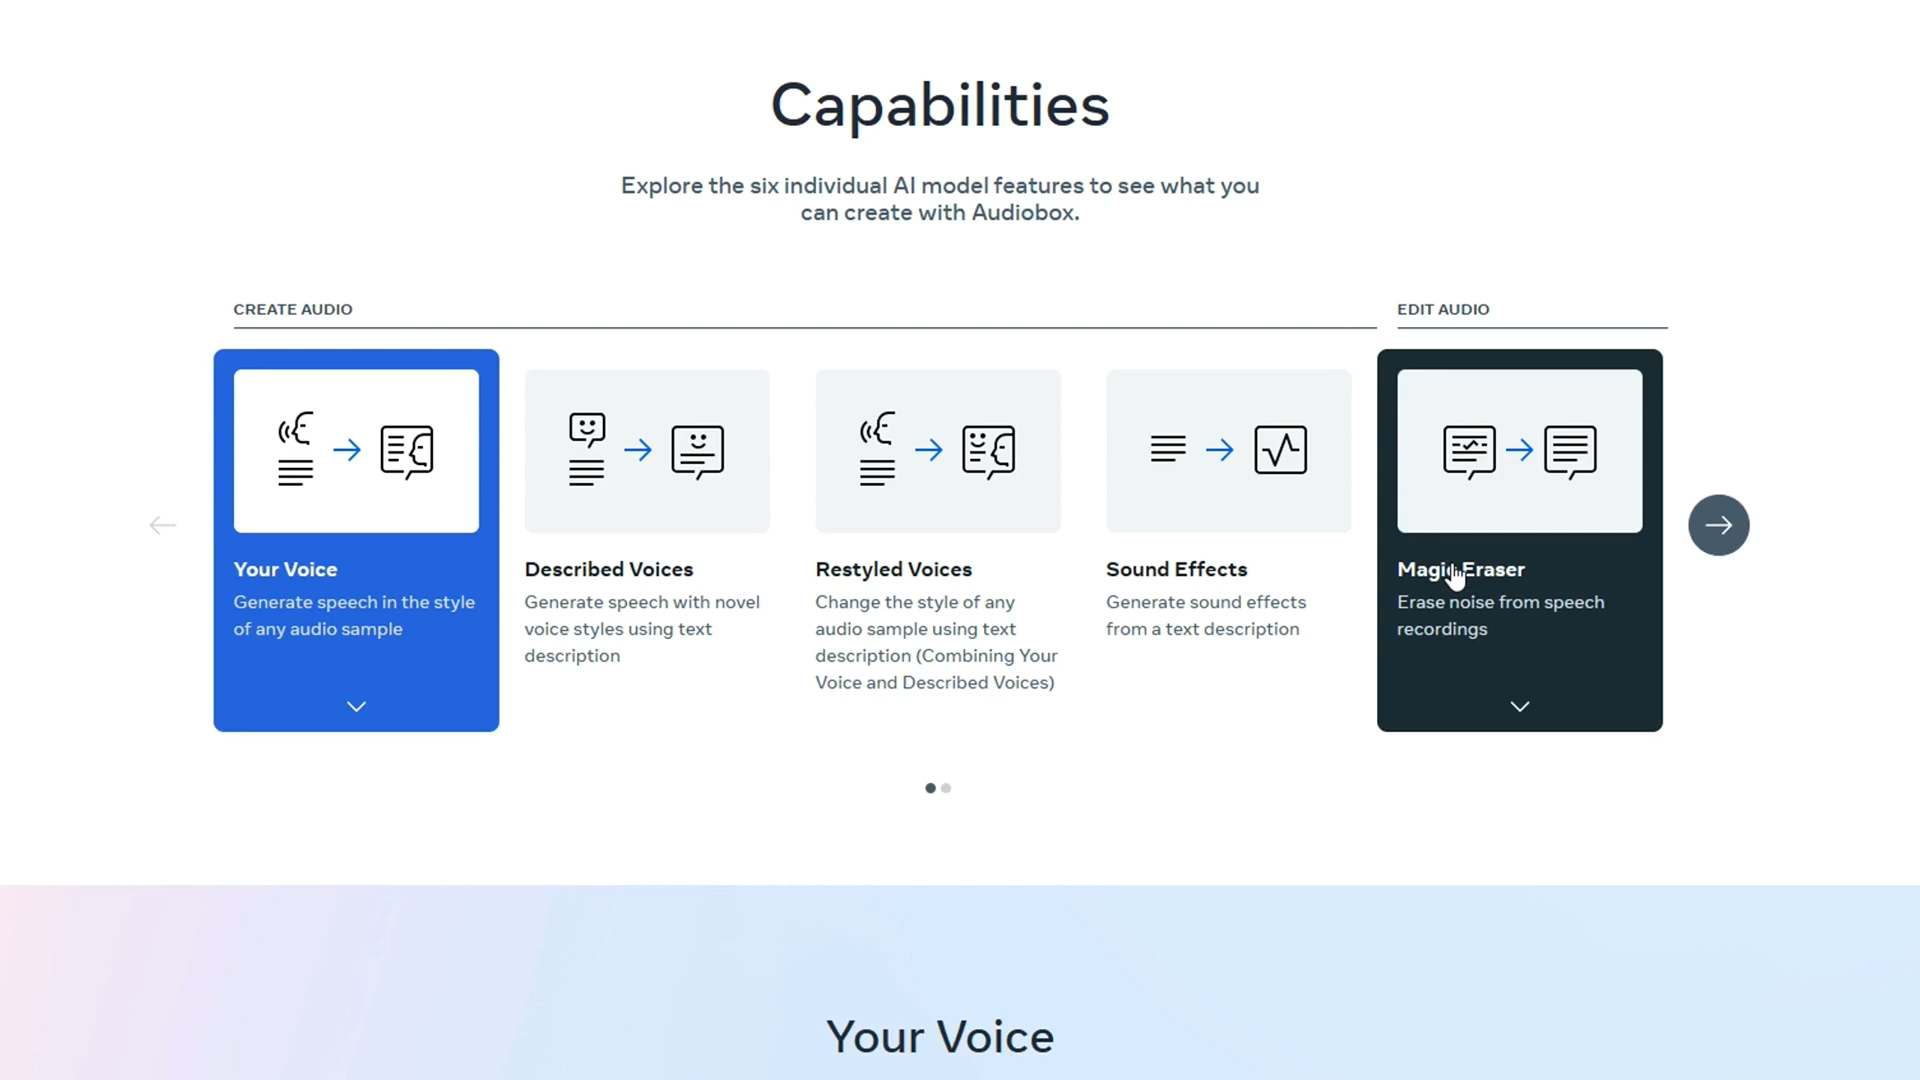 Capabilities
Explore the six individual AI model features to see what you
can create with Audiobox.
CREATE AUDIO
EDIT AUDIO
Your Voice
Generate speech in the style
of any audio sample
Described Voices
Generate speech with novel
voice styles using text
description
Restyled Voices
Change the style of any
audio sample using text
description (Combining Your
Voice and Described Voices)
Sound Effects
Generate sound effects
from a text description
Magic Eraser
Erase noise from speech
recordings
Your Voice